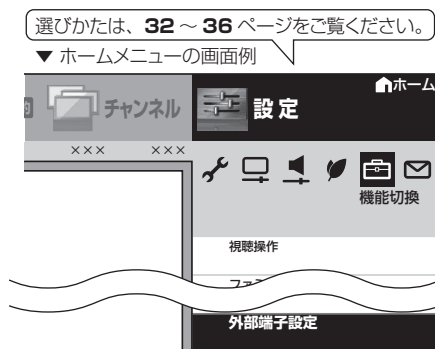 選びかたは、32～36ページをご覧ください。
▼ ホームメニューの画面例
ホーム
チャンネル
設定
××× ×××
機能切換
視聴操作
外部端子設定